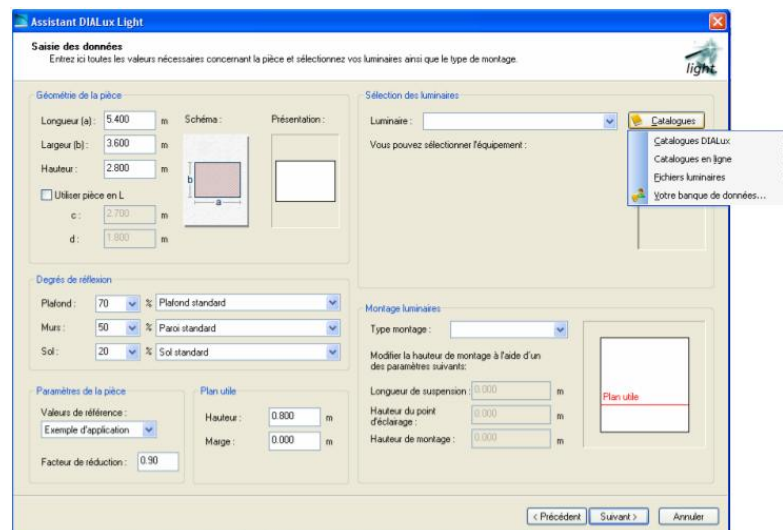 Assistant DIALux Light
Saisie des données
Entrez ici toutes les valeurs nécessaires concernant la pièce et sélectionnez vos luminaires ainsi que le type de montage.
light
Géométrie de la pièce
Longueur (a) : 5.400 m Schéma : Présentation :
Largeur (b) : 3.600 m
Hauteur : 2.800 m
b
a
Utiliser pièce en L
c : 2.700 m
d : 1.800 m
Degrés de réflexion
Plafond : 70 % Plafond standard
Murs : 50 % Paroi standard
Sol : 20 % Sol standard
Paramètres de la pièce
Valeurs de référence :
Exemple d'application
Facteur de réduction : 0.90
Plan utile
Hauteur : 0.800 m
Marge : 0.000 m
Sélection des luminaires
Luminaire : Catalogues
Vous pouvez sélectionner l'équipement :
Catalogues DIALux
Catalogues en ligne
Fichiers luminaires
Votre banque de données...
Montage luminaires
Type montage :
Modifier la hauteur de montage à l'aide d'un
des paramètres suivants:
Longueur de suspension : 0.000 m
Hauteur du point
d'éclairage : 0.000 m
Hauteur de montage : 0.000 m
Plan utile
< Précédent Suivant > Annuler